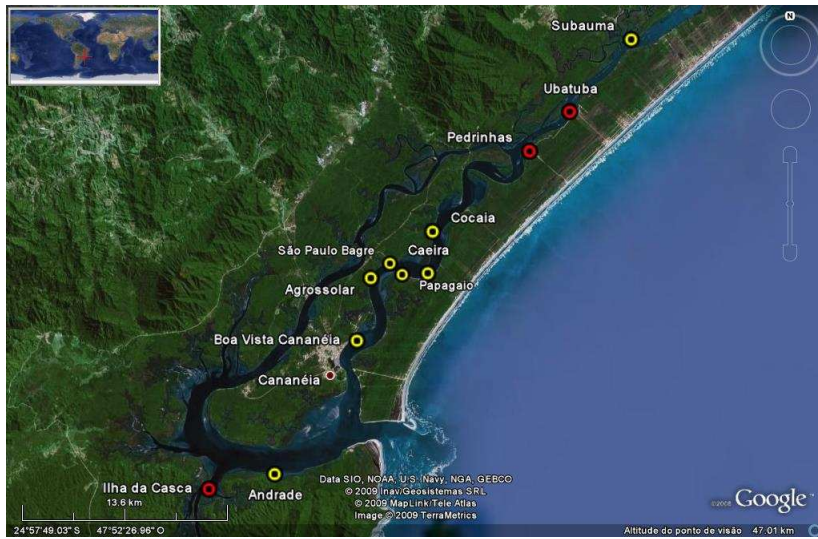 N
Subauma
Ubatuba
Pedrinhas
Cocaia
São Paulo Bagre
Caeira
Agrossolar
Papagaio
Boa Vista Cananéia
Cananéia
Ilha da Casca
Andrade
13.6 km
Data SIO, NOAA, U.S. Navy, NGA, GEBCO
© 2009 Inav/Geosistemas SRL
© 2009 MapLink/Tele Atlas
Image © 2009 TerraMetrics
©2008 Google
24°57'49.03" S 47°52'26.96" O
Altitude do ponto de visão 47.01 km